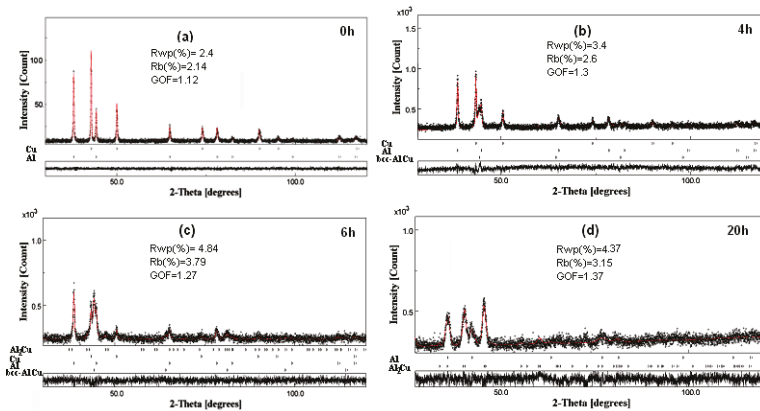 (a)
0h
Rwp(%)= 2.4
Rb(%)=2.14
GOF=1.12
Intensity [Count]
100
50
Cu
Al
50.0
100.0
2-Theta [degrees]
x10³
(b)
4h
Rwp(%)=3.4
Rb(%)=2.6
GOF=1.3
Intensity [Count]
1.5
1.0
0.5
Cu
Al
bcc-AlCu
50.0
100.0
2-Theta [degrees]
x10³
(c)
6h
Rwp(%) = 4.84
Rb(%)=3.79
GOF=1.27
Intensity [Count]
1.0
0.5
Al₂Cu
Cu
Al
bcc-AlCu
50.0
100.0
2-Theta [degrees]
x10³
(d)
20h
Rwp(%)=4.37
Rb(%)=3.15
GOF=1.37
Intensity [Count]
1.0
0.5
Al
Al₂Cu
50.0
100.0
2-Theta [degrees]